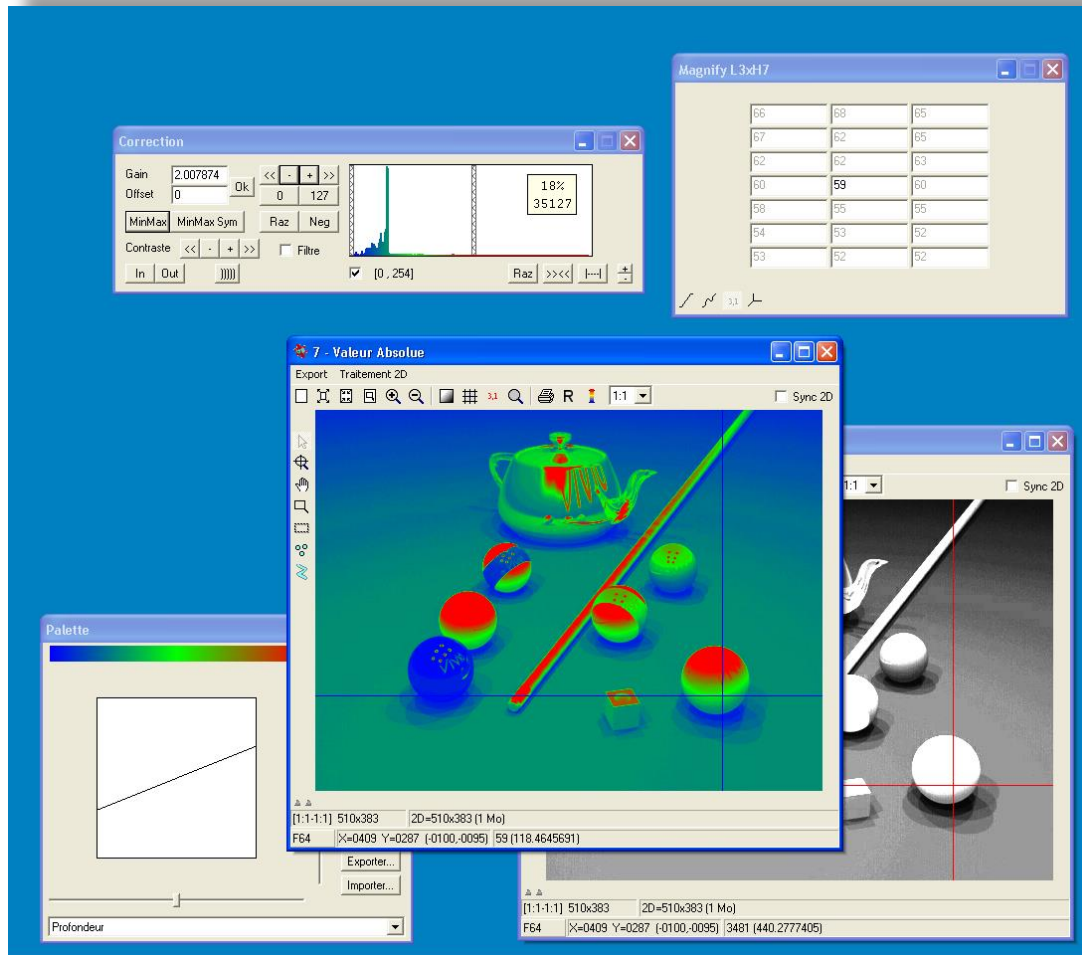 Magnify L3xH7
66 68 65
67 62 65
62 62 63
60 59 60
58 55 55
54 53 52
53 52 52
3,1
Correction
Gain 2.007874 << - + >>
Offset 0 Ok 0 127
MinMax MinMax Sym Raz Neg
Contraste << - + >> Filtre
In Out )))))
18%
35127
[0 , 254] Raz >><< |---| + -
7 - Valeur Absolue
Export Traitement 2D
3,1 R 1:1 Sync 2D
[1:1-1:1] 510x383 2D=510x383 (1 Mo)
F64 X=0409 Y=0287 (-0100,-0095) 59 (118.4645691)
1:1 Sync 2D
[1:1-1:1] 510x383 2D=510x383 (1 Mo)
F64 X=0409 Y=0287 (-0100,-0095) 3481 (440.2777405)
Palette
Exporter...
Importer...
Profondeur